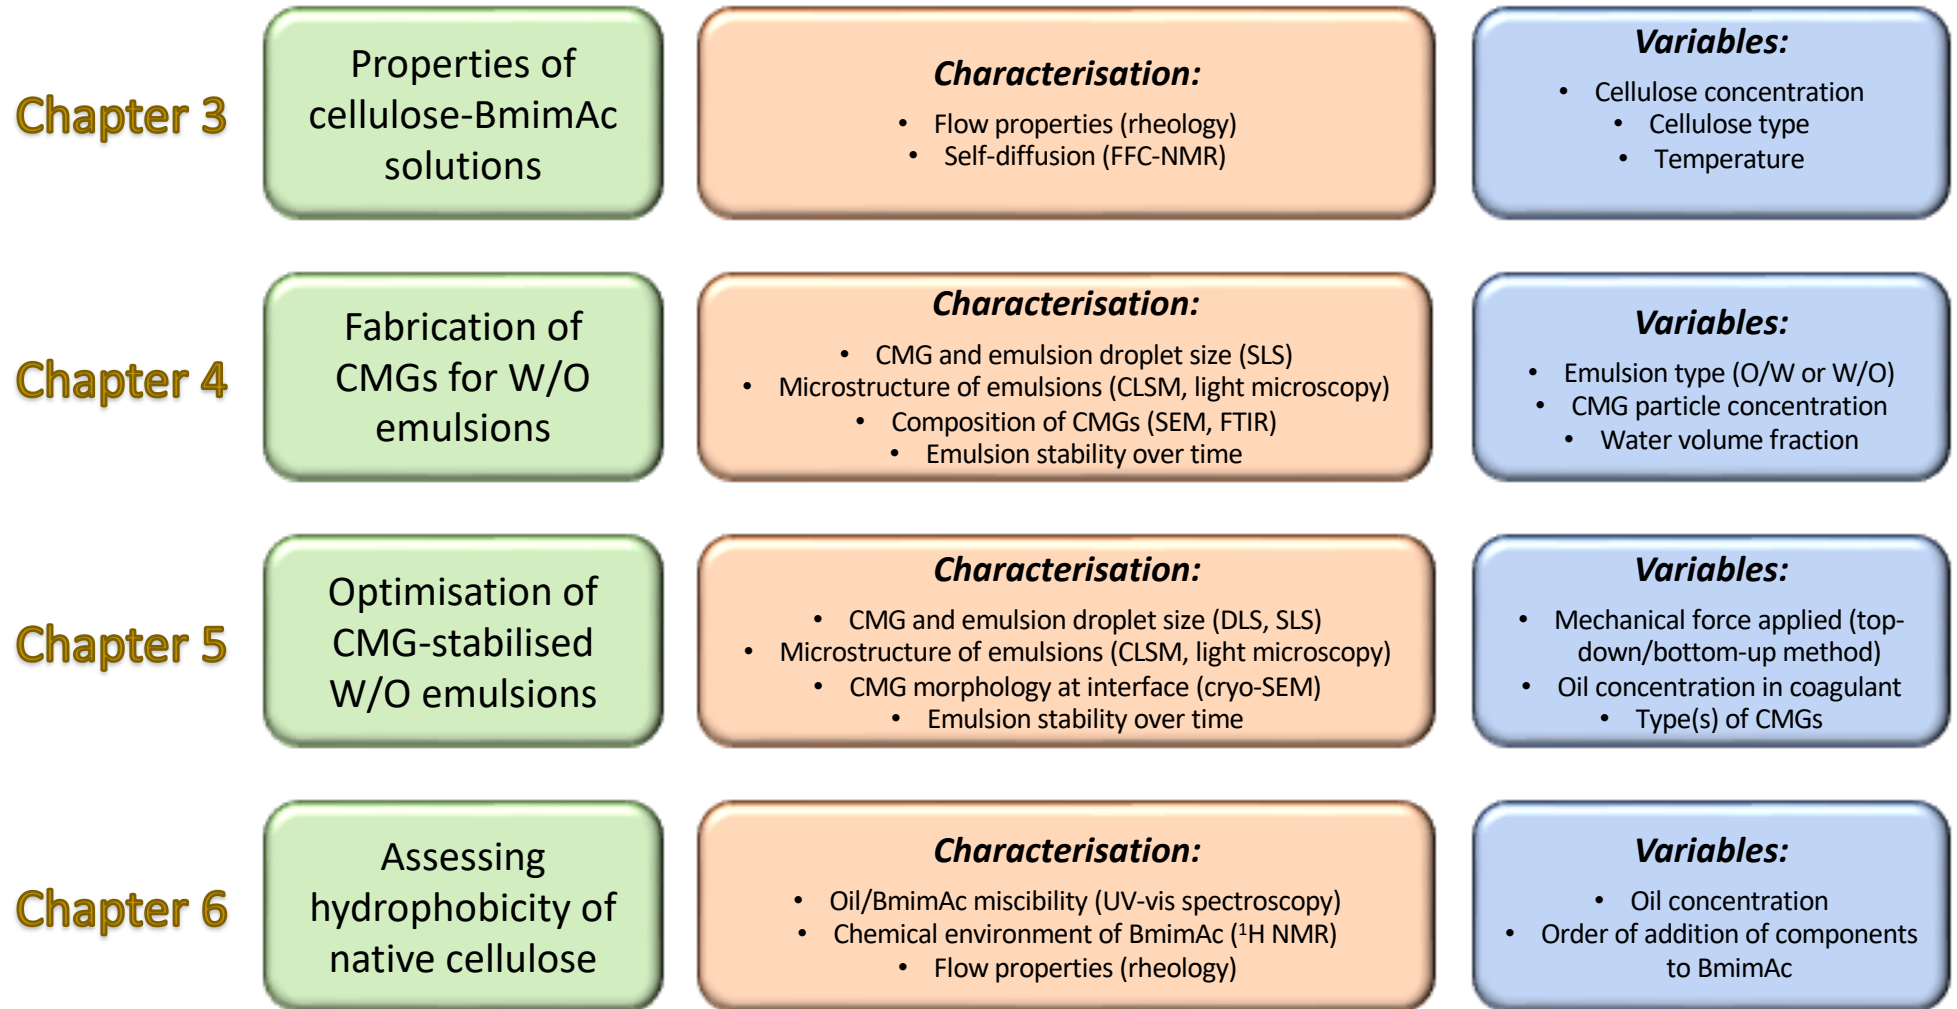 Chapter 3
Properties of
cellulose-BmimAc
solutions
Characterisation:
• Flow properties (rheology)
• Self-diffusion (FFC-NMR)
Variables:
• Cellulose concentration
• Cellulose type
• Temperature
Chapter 4
Fabrication of
CMGs for W/O
emulsions
Characterisation:
• CMG and emulsion droplet size (SLS)
• Microstructure of emulsions (CLSM, light microscopy)
• Composition of CMGs (SEM, FTIR)
• Emulsion stability over time
Variables:
• Emulsion type (O/W or W/O)
• CMG particle concentration
• Water volume fraction
Chapter 5
Optimisation of
CMG-stabilised
W/O emulsions
Characterisation:
• CMG and emulsion droplet size (DLS, SLS)
• Microstructure of emulsions (CLSM, light microscopy)
• CMG morphology at interface (cryo-SEM)
• Emulsion stability over time
Variables:
• Mechanical force applied (top-
down/bottom-up method)
• Oil concentration in coagulant
• Type(s) of CMGs
Chapter 6
Assessing
hydrophobicity of
native cellulose
Characterisation:
• Oil/BmimAc miscibility (UV-vis spectroscopy)
• Chemical environment of BmimAc (¹H NMR)
• Flow properties (rheology)
Variables:
• Oil concentration
• Order of addition of components
to BmimAc